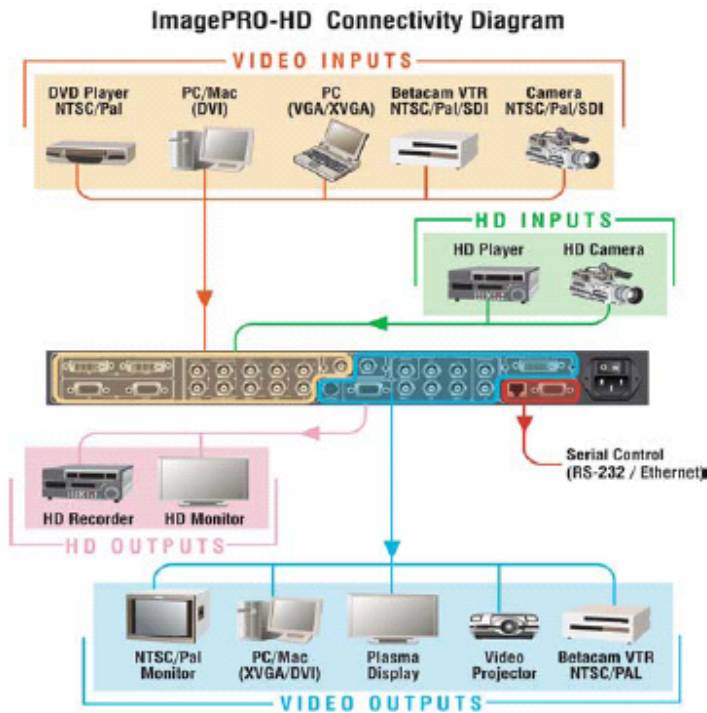 ImagePRO-HD Connectivity Diagram
VIDEO INPUTS
DVD Player
NTSC/Pal
PC/Mac
(DVI)
PC
(VGA/XVGA)
Betacam VTR
NTSC/Pal/SDI
Camera
NTSC/Pal/SDI
HD INPUTS
HD Player
HD Camera
Serial Control
(RS-232 / Ethernet)
HD Recorder
HD Monitor
HD OUTPUTS
NTSC/Pal
Monitor
PC/Mac
(XVGA/DVI)
Plasma
Display
Video
Projector
Betacam VTR
NTSC/PAL
VIDEO OUTPUTS